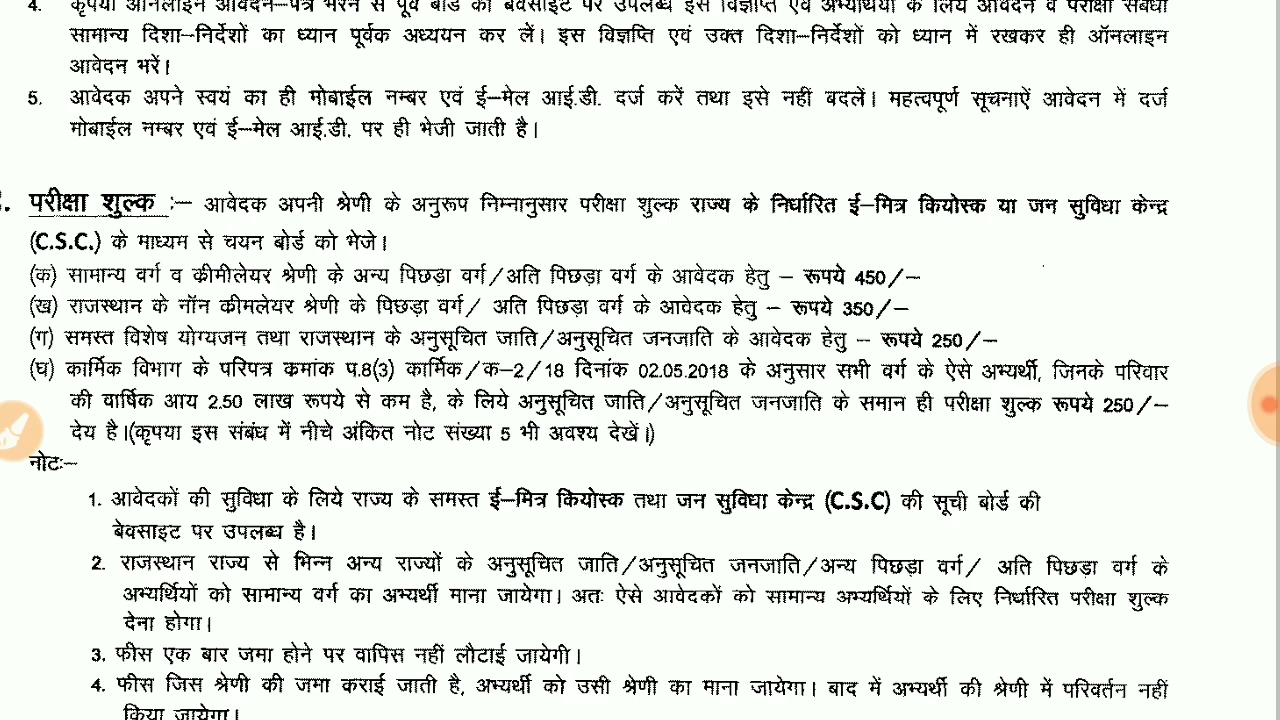 4. कृपया ऑनलाइन आवेदन–पत्र भरने से पूर्व बोर्ड की बेवसाइट पर उपलब्ध इस विज्ञप्ति एवं अभ्यर्थियों के लिये आवेदन व परीक्षा संबंधी
सामान्य दिशा–निर्देशों का ध्यान पूर्वक अध्ययन कर लें। इस विज्ञप्ति एवं उक्त दिशा–निर्देशों को ध्यान में रखकर ही ऑनलाइन
आवेदन भरें।
5. आवेदक अपने स्वयं का ही मोबाईल नम्बर एवं ई–मेल आई.डी. दर्ज करें तथा इसे नहीं बदलें। महत्वपूर्ण सूचनाऐं आवेदन में दर्ज
मोबाईल नम्बर एवं ई–मेल आई.डी. पर ही भेजी जाती है।
परीक्षा शुल्क :– आवेदक अपनी श्रेणी के अनुरूप निम्नानुसार परीक्षा शुल्क राज्य के निर्धारित ई–मित्र कियोस्क या जन सुविधा केन्द्र
(C.S.C.) के माध्यम से चयन बोर्ड को भेजे।
(क) सामान्य वर्ग व क्रीमीलेयर श्रेणी के अन्य पिछड़ा वर्ग/अति पिछड़ा वर्ग के आवेदक हेतु – रूपये 450/–
(ख) राजस्थान के नॉन क्रीमलेयर श्रेणी के पिछड़ा वर्ग/ अति पिछड़ा वर्ग के आवेदक हेतु – रूपये 350/–
(ग) समस्त विशेष योग्यजन तथा राजस्थान के अनुसूचित जाति/अनुसूचित जनजाति के आवेदक हेतु – रूपये 250/–
(घ) कार्मिक विभाग के परिपत्र क्रमांक प.8(3) कार्मिक/क–2/18 दिनांक 02.05.2018 के अनुसार सभी वर्ग के ऐसे अभ्यर्थी, जिनके परिवार
की वार्षिक आय 2.50 लाख रूपये से कम है, के लिये अनुसूचित जाति/अनुसूचित जनजाति के समान ही परीक्षा शुल्क रूपये 250/–
देय है।(कृपया इस संबंध में नीचे अंकित नोट संख्या 5 भी अवश्य देखें।)
नोटः–
1. आवेदकों की सुविधा के लिये राज्य के समस्त ई–मित्र कियोस्क तथा जन सुविधा केन्द्र (C.S.C) की सूची बोर्ड की
बेवसाइट पर उपलब्ध है।
2. राजस्थान राज्य से भिन्न अन्य राज्यों के अनुसूचित जाति/अनुसूचित जनजाति/अन्य पिछड़ा वर्ग/ अति पिछड़ा वर्ग के
अभ्यर्थियों को सामान्य वर्ग का अभ्यर्थी माना जायेगा। अतः ऐसे आवेदकों को सामान्य अभ्यर्थियों के लिए निर्धारित परीक्षा शुल्क
देना होगा।
3. फीस एक बार जमा होने पर वापिस नहीं लौटाई जायेगी।
4. फीस जिस श्रेणी की जमा कराई जाती है, अभ्यर्थी को उसी श्रेणी का माना जायेगा। बाद में अभ्यर्थी की श्रेणी में परिवर्तन नहीं
किया जायेगा।